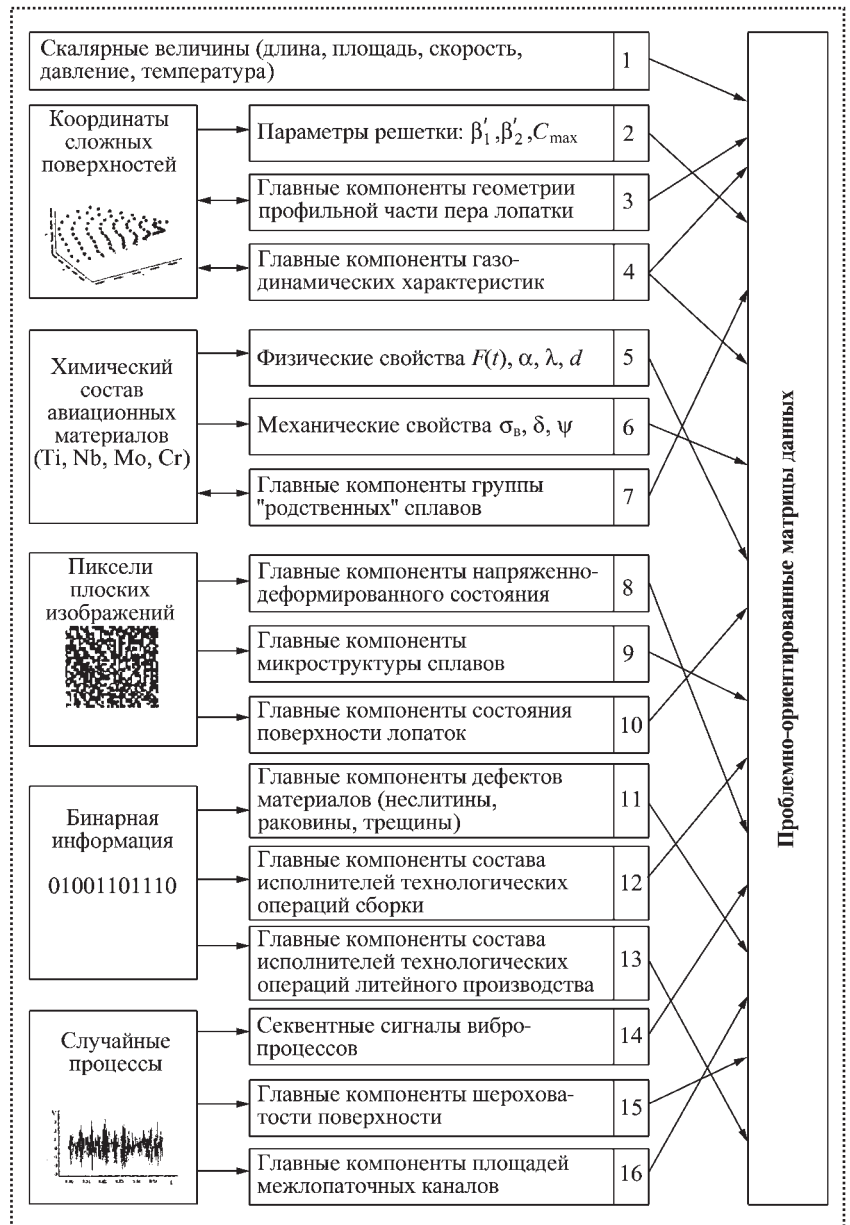 Скалярные величины (длина, площадь, скорость,
давление, температура)
1
Координаты
сложных
поверхностей
Параметры решетки: β′₁, β′₂, Cmax
2
Главные компоненты геометрии
профильной части пера лопатки
3
Главные компоненты газо-
динамических характеристик
4
Химический
состав
авиационных
материалов
(Ti, Nb, Mo, Cr)
Физические свойства F(t), α, λ, d
5
Механические свойства σв, δ, ψ
6
Главные компоненты группы
"родственных" сплавов
7
Пиксели
плоских
изображений
Главные компоненты напряженно-
деформированного состояния
8
Главные компоненты
микроструктуры сплавов
9
Главные компоненты состояния
поверхности лопаток
10
Бинарная
информация
01001101110
Главные компоненты дефектов
материалов (неслитины,
раковины, трещины)
11
Главные компоненты состава
исполнителей технологических
операций сборки
12
Главные компоненты состава
исполнителей технологических
операций литейного производства
13
Случайные
процессы
Секвентные сигналы вибро-
процессов
14
Главные компоненты шерохова-
тости поверхности
15
Главные компоненты площадей
межлопаточных каналов
16
Проблемно-ориентированные матрицы данных